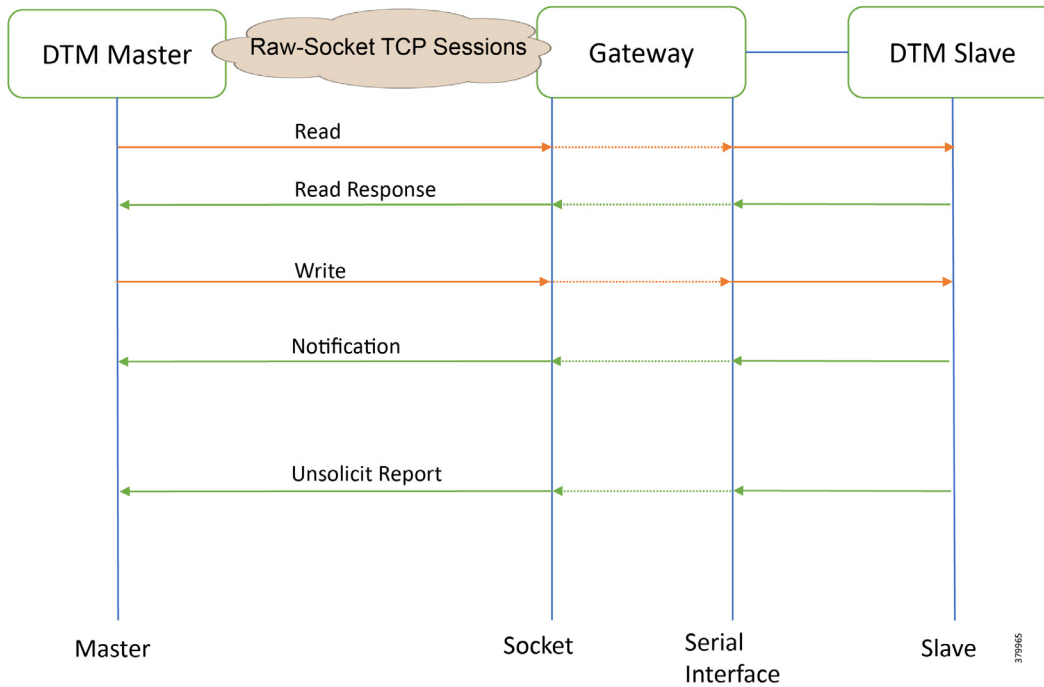 DTM Master
Raw-Socket TCP Sessions
Gateway
DTM Slave
Read
Read Response
Write
Notification
Unsolicit Report
Master
Socket
Serial
Interface
Slave
379965